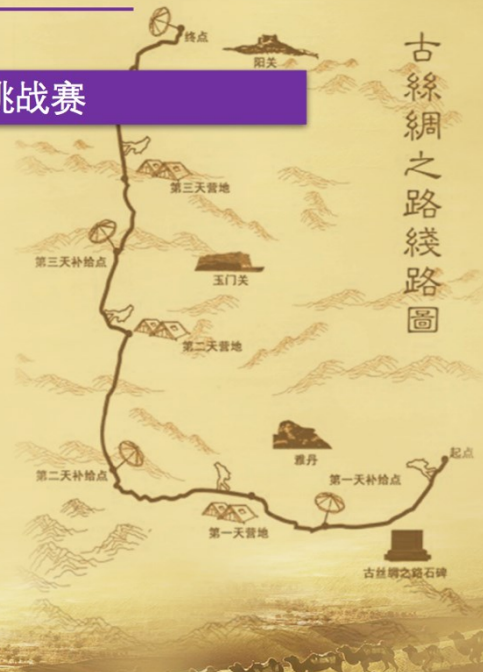 终点
阳关
挑战赛
古絲綢之路綫路圖
第三天营地
第三天补给点
玉门关
第二天营地
雅丹
起点
第二天补给点
第一天补给点
第一天营地
古丝绸之路石碑